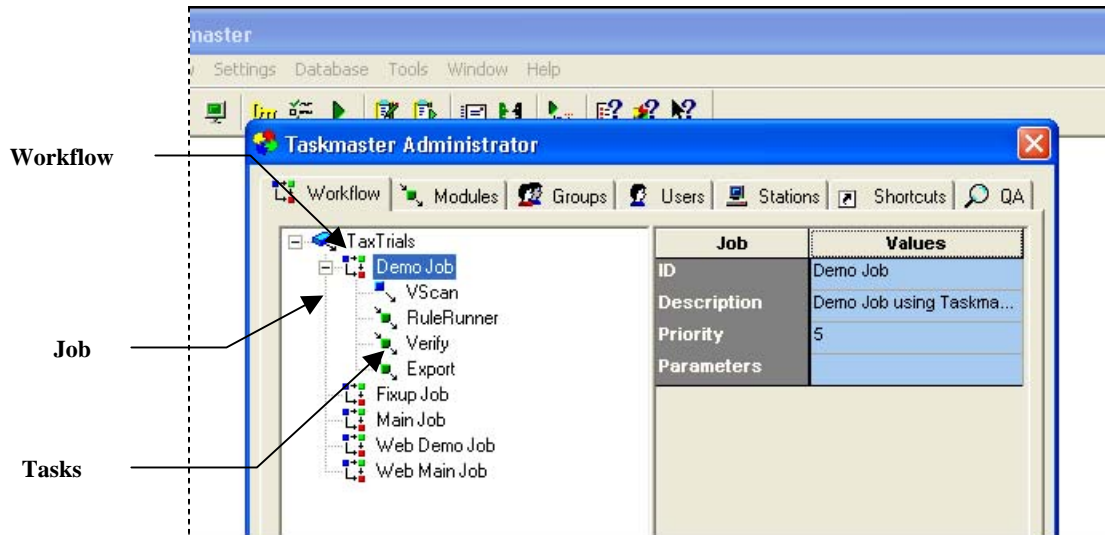 master
Settings Database Tools Window Help
Taskmaster Administrator
Workflow Modules Groups Users Stations Shortcuts QA
Workflow
Job
Tasks
TaxTrials
Demo Job
VScan
RuleRunner
Verify
Export
Fixup Job
Main Job
Web Demo Job
Web Main Job
Job Values
ID Demo Job
Description Demo Job using Taskma...
Priority 5
Parameters